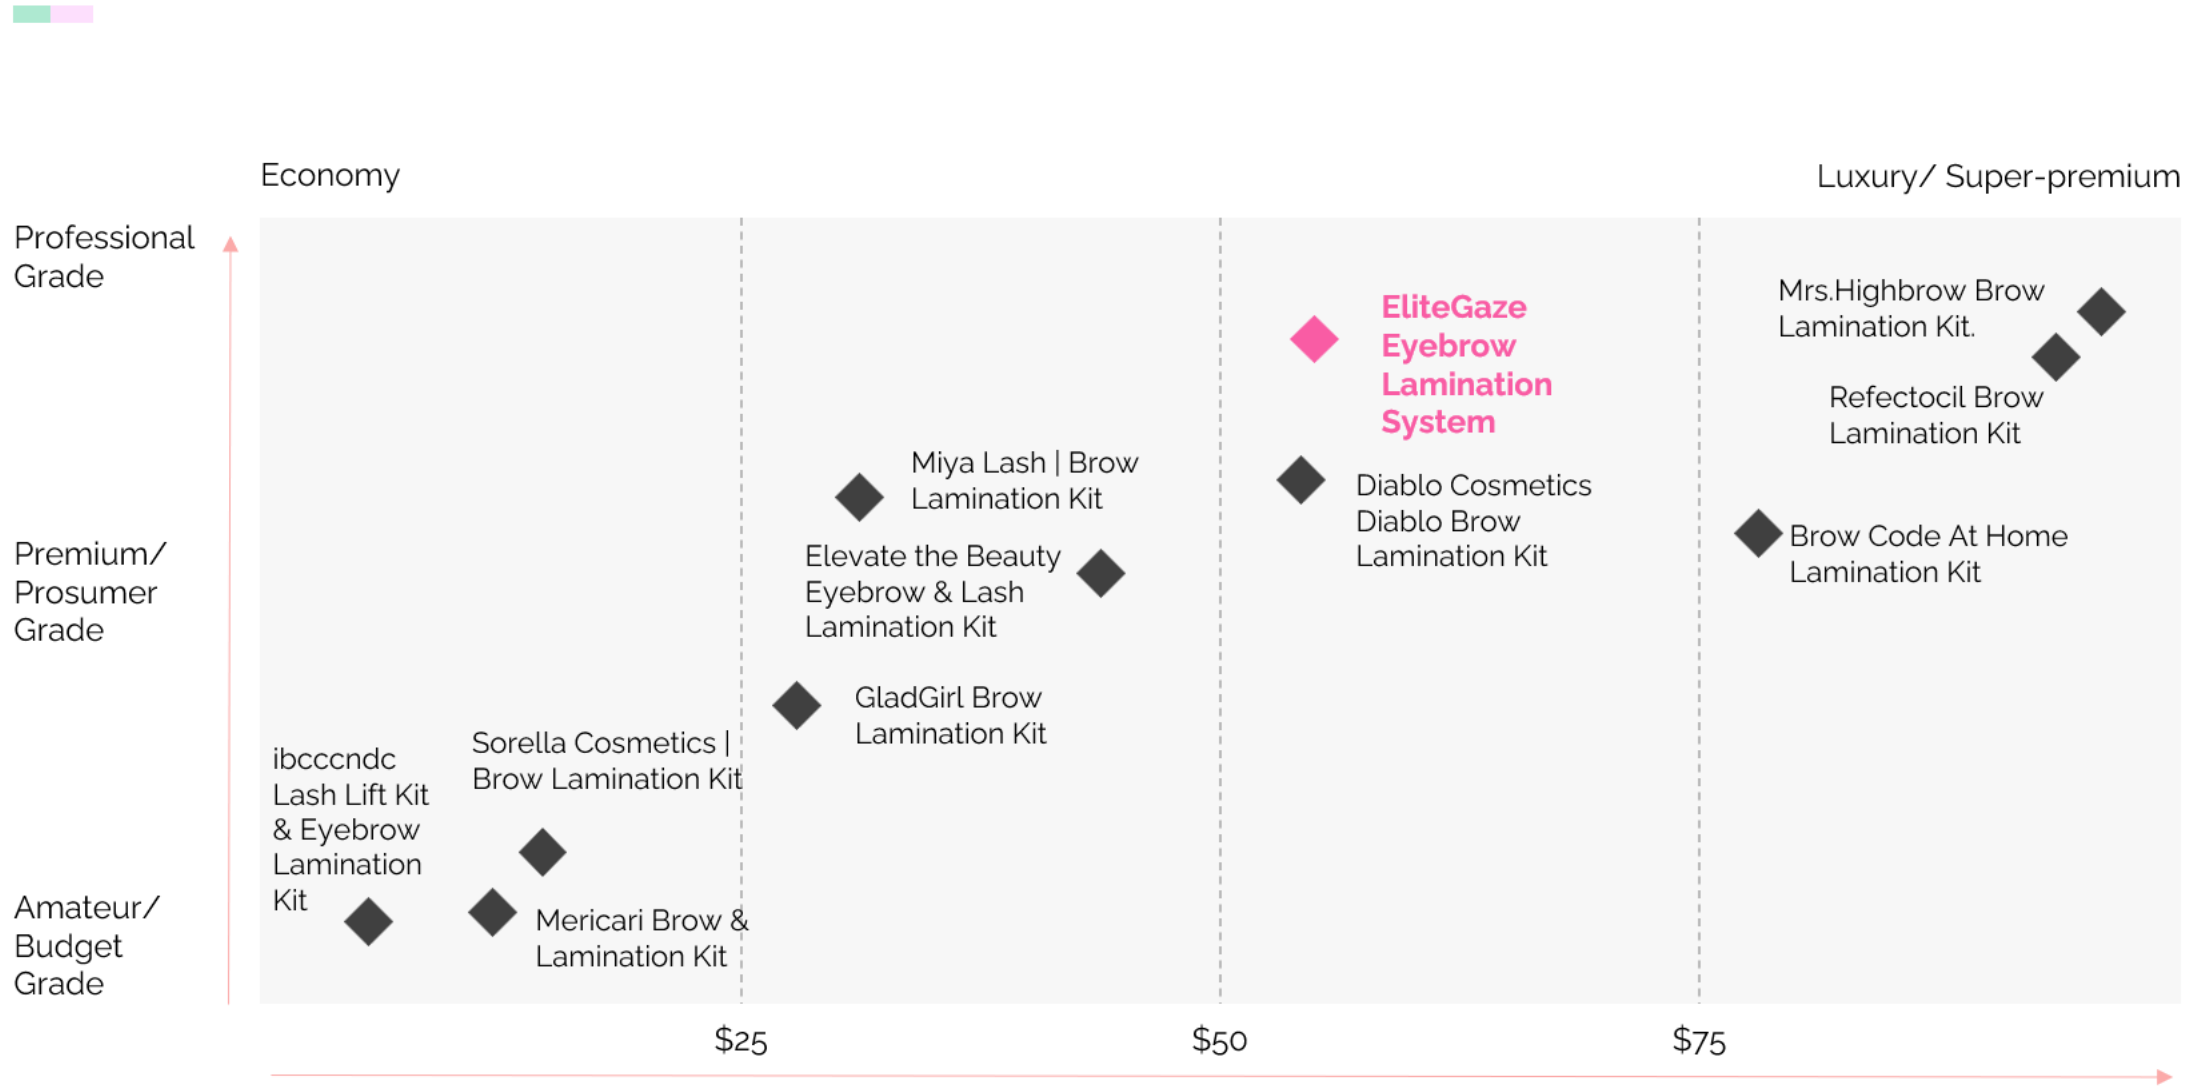 Economy
Luxury/ Super-premium
Professional
Grade
Premium/
Prosumer
Grade
Amateur/
Budget
Grade
EliteGaze
Eyebrow
Lamination
System
Mrs.Highbrow Brow
Lamination Kit.
Refectocil Brow
Lamination Kit
Miya Lash | Brow
Lamination Kit
Diablo Cosmetics
Diablo Brow
Lamination Kit
Brow Code At Home
Lamination Kit
Elevate the Beauty
Eyebrow & Lash
Lamination Kit
GladGirl Brow
Lamination Kit
Sorella Cosmetics |
Brow Lamination Kit
ibcccndc
Lash Lift Kit
& Eyebrow
Lamination
Kit
Mericari Brow &
Lamination Kit
$25
$50
$75